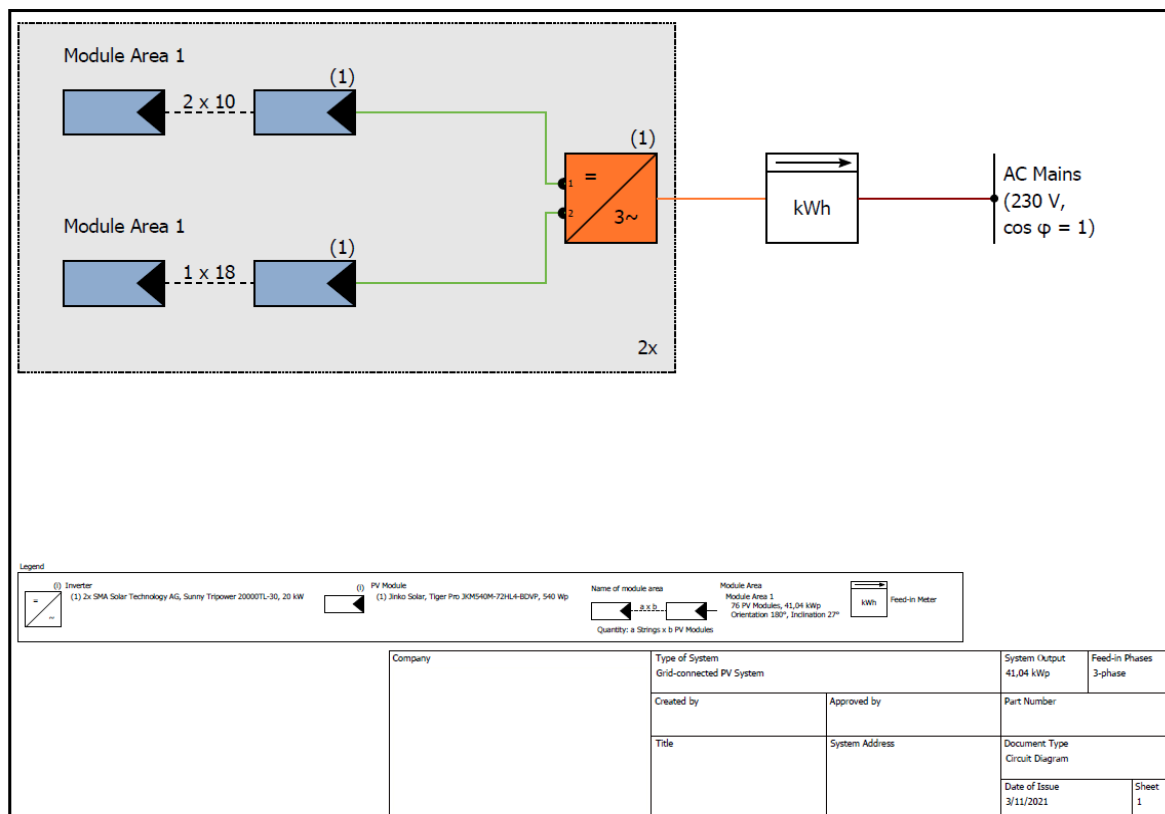 Module Area 1
(1)
2 x 10
(1)
=
1
2
3~
Module Area 1
(1)
1 x 18
2x
kWh
AC Mains
(230 V,
cos φ = 1)
Legend
(i) Inverter
(1) 2x SMA Solar Technology AG, Sunny Tripower 20000TL-30, 20 kW
=
~
(i) PV Module
(1) Jinko Solar, Tiger Pro JKM540M-72HL4-BDVP, 540 Wp
Name of module area
a x b
Quantity: a Strings x b PV Modules
Module Area
Module Area 1
76 PV Modules, 41,04 kWp
Orientation 180°, Inclination 27°
kWh
Feed-in Meter
Company
Type of System
Grid-connected PV System
System Output
41,04 kWp
Feed-in Phases
3-phase
Created by
Approved by
Part Number
Title
System Address
Document Type
Circuit Diagram
Date of Issue
3/11/2021
Sheet
1